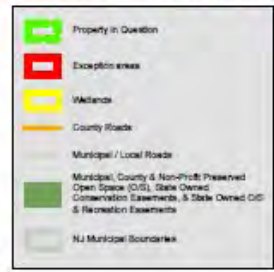 Property In Question
Exception areas
Wetlands
County Roads
Municipal / Local Roads
Municipal, County & Non-Profit Preserved
Open Space (O/S), State Owned
Conservation Easements, & State Owned O/S
& Recreation Easements
NJ Municipal Boundaries